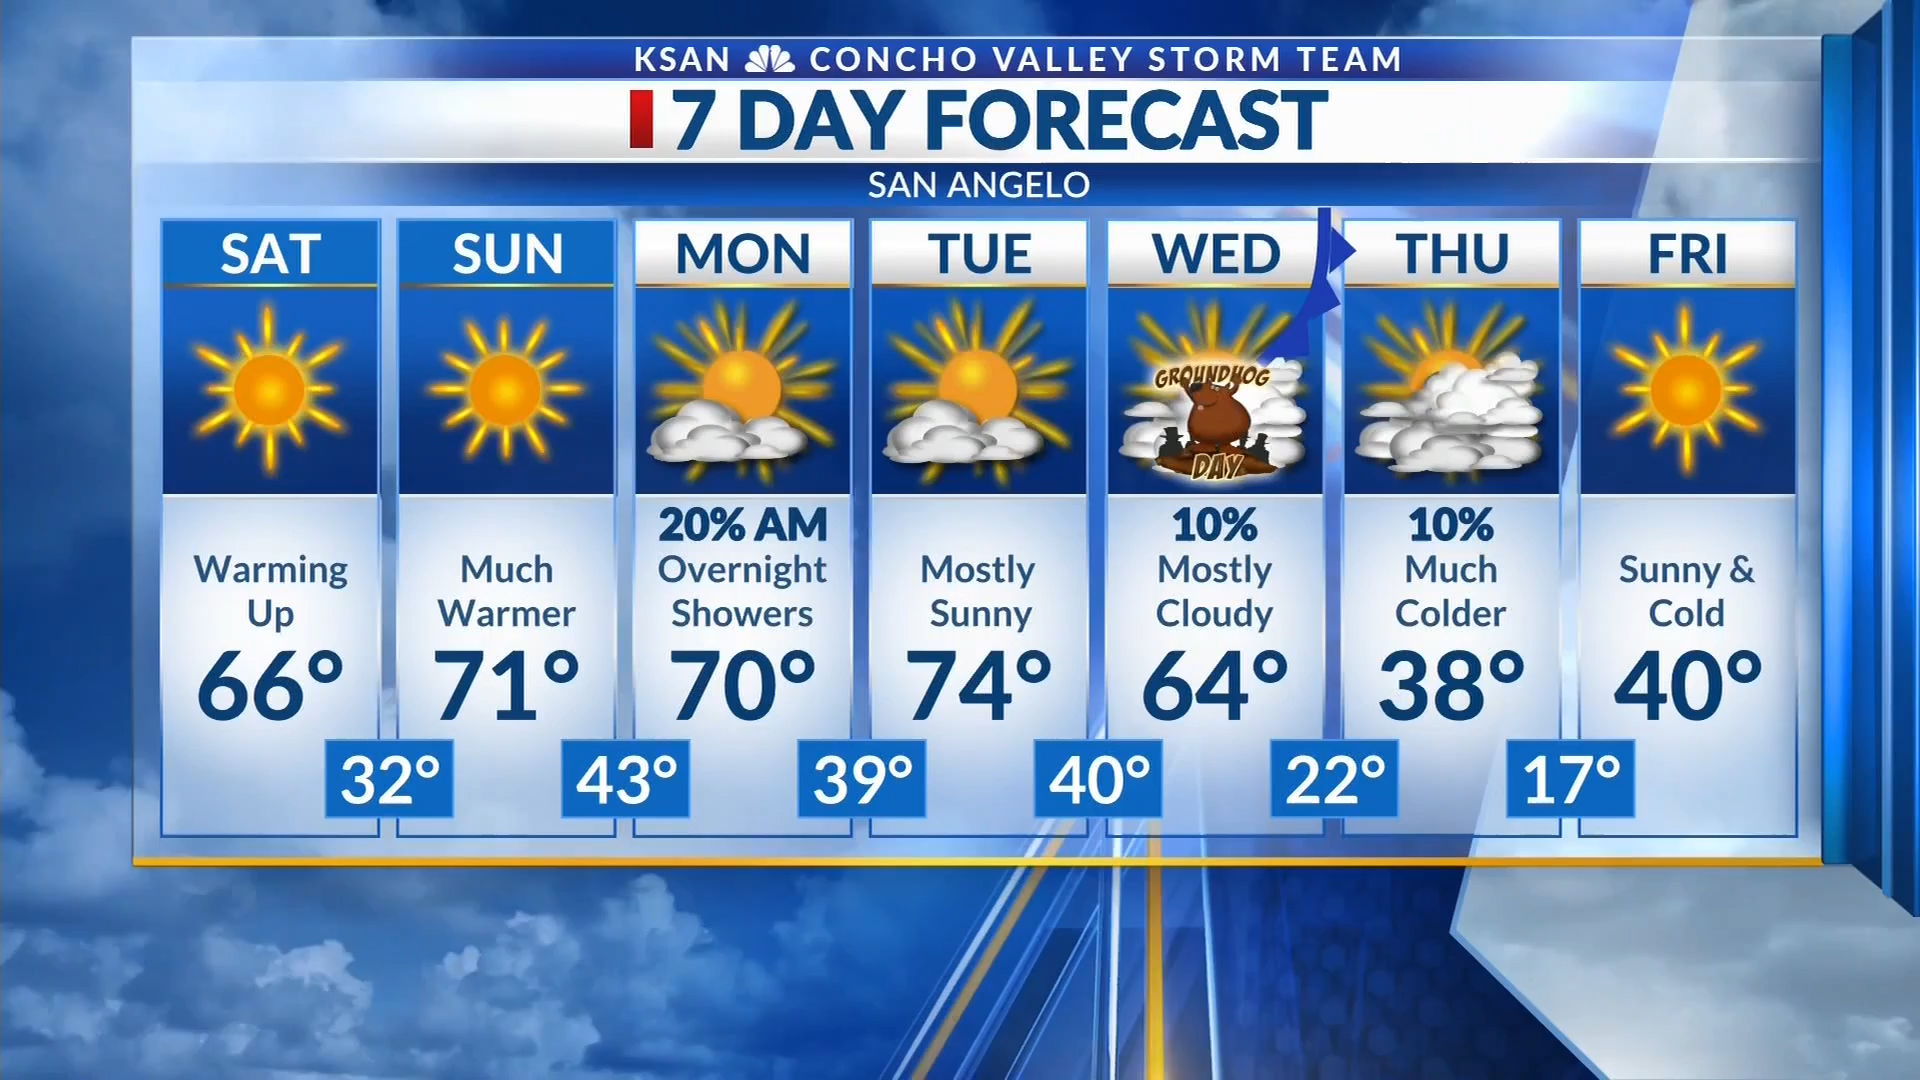 KSAN CONCHO VALLEY STORM TEAM
7 DAY FORECAST
SAN ANGELO
SAT
SUN
MON
TUE
WED
THU
FRI
GROUNDHOG
DAY
20% AM
10%
10%
Warming
Up
66°
Much
Warmer
71°
Overnight
Showers
70°
Mostly
Sunny
74°
Mostly
Cloudy
64°
Much
Colder
38°
Sunny &
Cold
40°
32°
43°
39°
40°
22°
17°